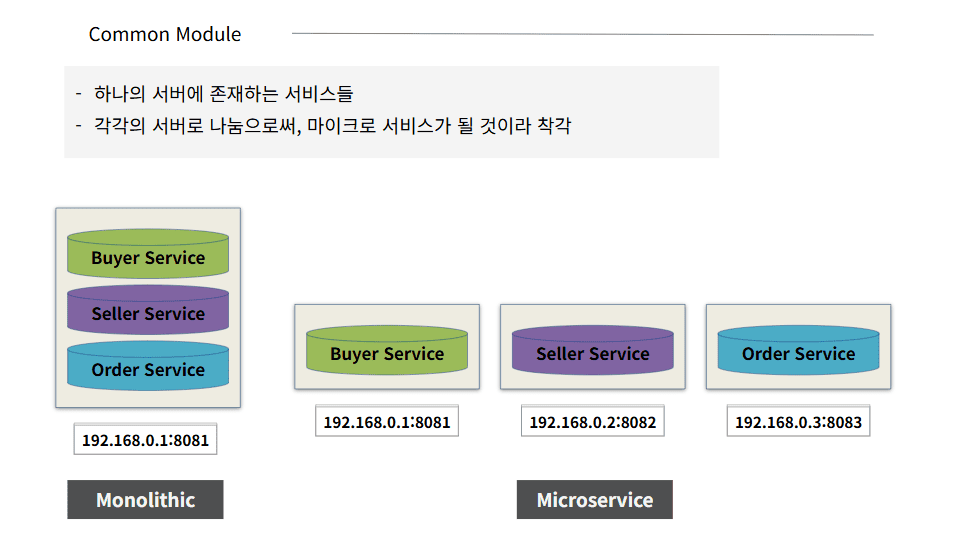 Common Module
- 하나의 서버에 존재하는 서비스들
- 각각의 서버로 나눔으로써, 마이크로 서비스가 될 것이라 착각
Buyer Service
Seller Service
Order Service
192.168.0.1:8081
Monolithic
Buyer Service
192.168.0.1:8081
Seller Service
192.168.0.2:8082
Order Service
192.168.0.3:8083
Microservice